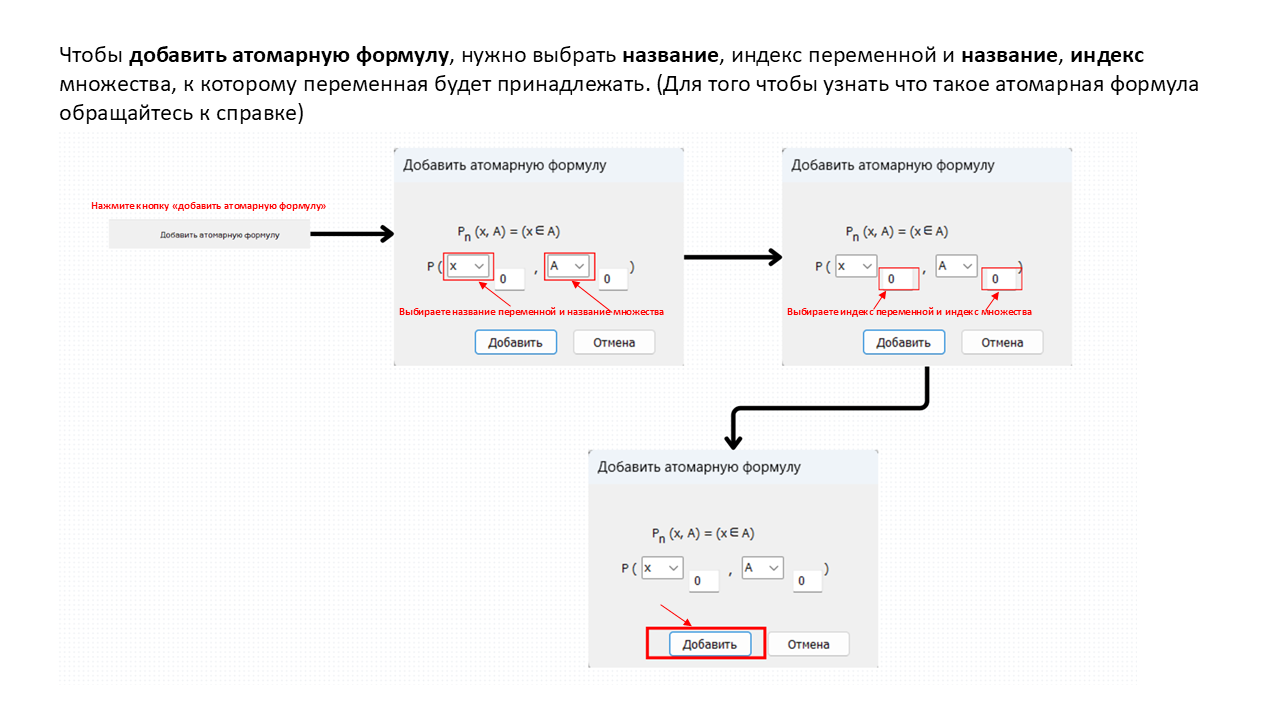 Чтобы добавить атомарную формулу, нужно выбрать название, индекс переменной и название, индекс
множества, к которому переменная будет принадлежать. (Для того чтобы узнать что такое атомарная формула
обращайтесь к справке)
Нажмите кнопку «добавить атомарную формулу»
Добавить атомарную формулу
Добавить атомарную формулу
Pn (x, A) = (x ∈ A)
P ( x 0 , A 0 )
Выбираете название переменной и название множества
Добавить Отмена
Добавить атомарную формулу
Pn (x, A) = (x ∈ A)
P ( x 0 , A 0 )
Выбираете индекс переменной и индекс множества
Добавить Отмена
Добавить атомарную формулу
Pn (x, A) = (x ∈ A)
P ( x 0 , A 0 )
Добавить Отмена